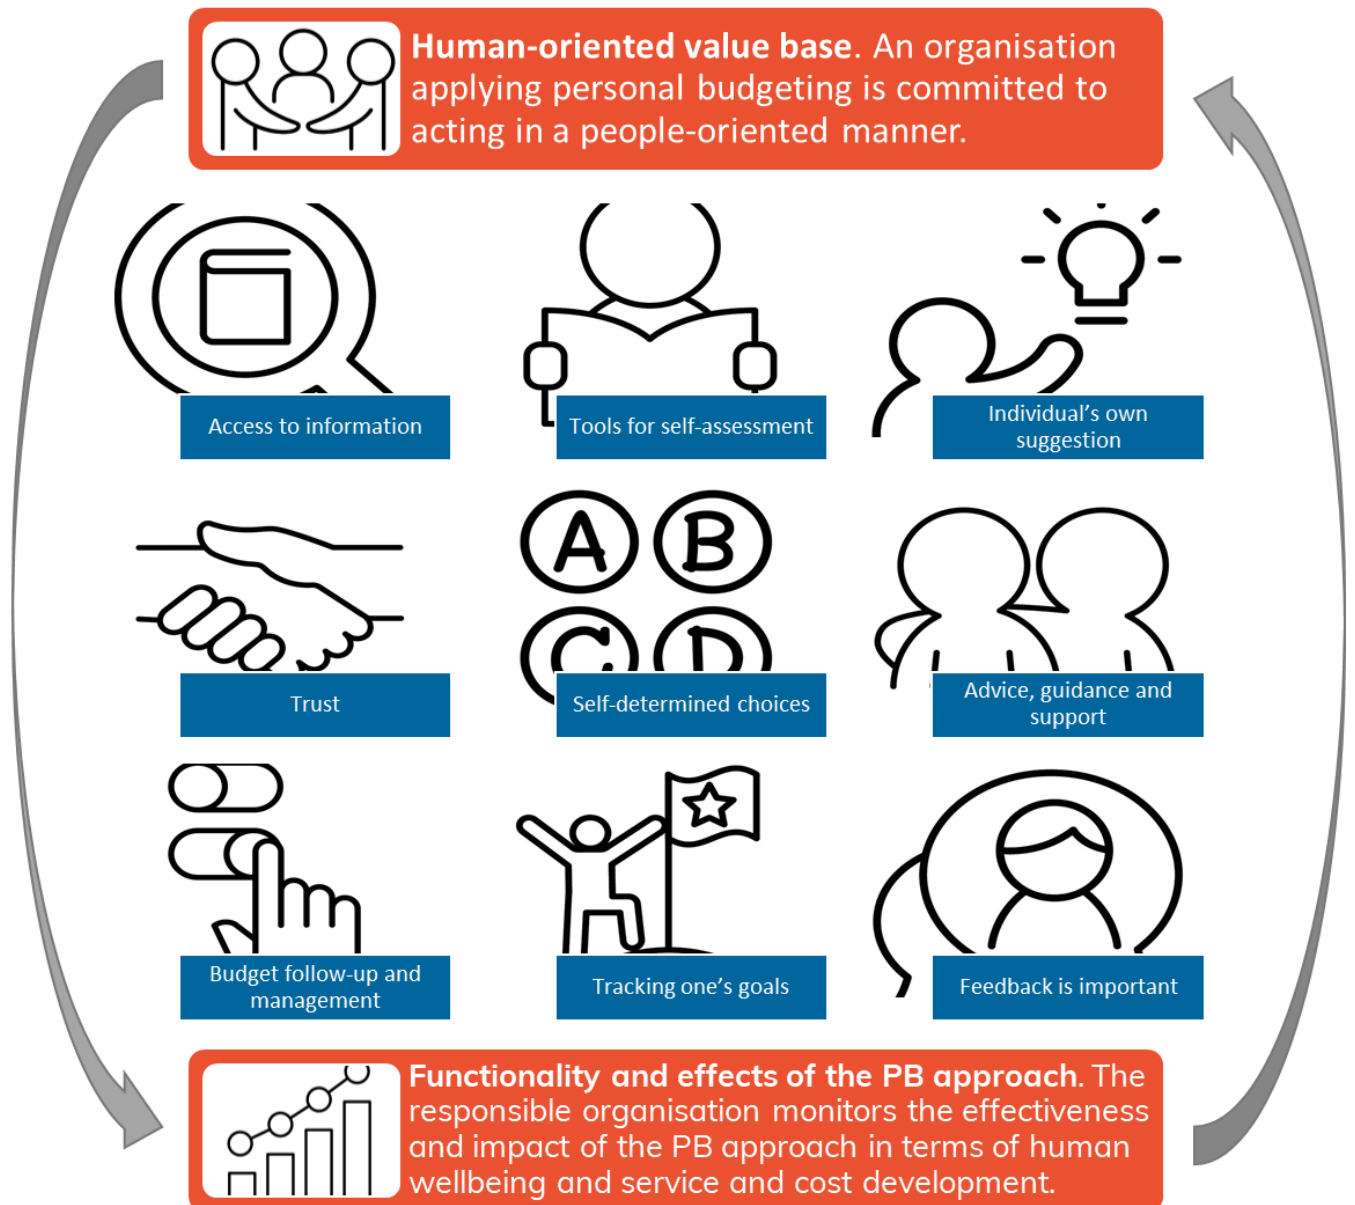 Human-oriented value base. An organisation
applying personal budgeting is committed to
acting in a people-oriented manner.
Access to information
Tools for self-assessment
Individual's own
suggestion
Trust
A B
C D
Self-determined choices
Advice, guidance and
support
Budget follow-up and
management
Tracking one's goals
Feedback is important
Functionality and effects of the PB approach. The
responsible organisation monitors the effectiveness
and impact of the PB approach in terms of human
wellbeing and service and cost development.